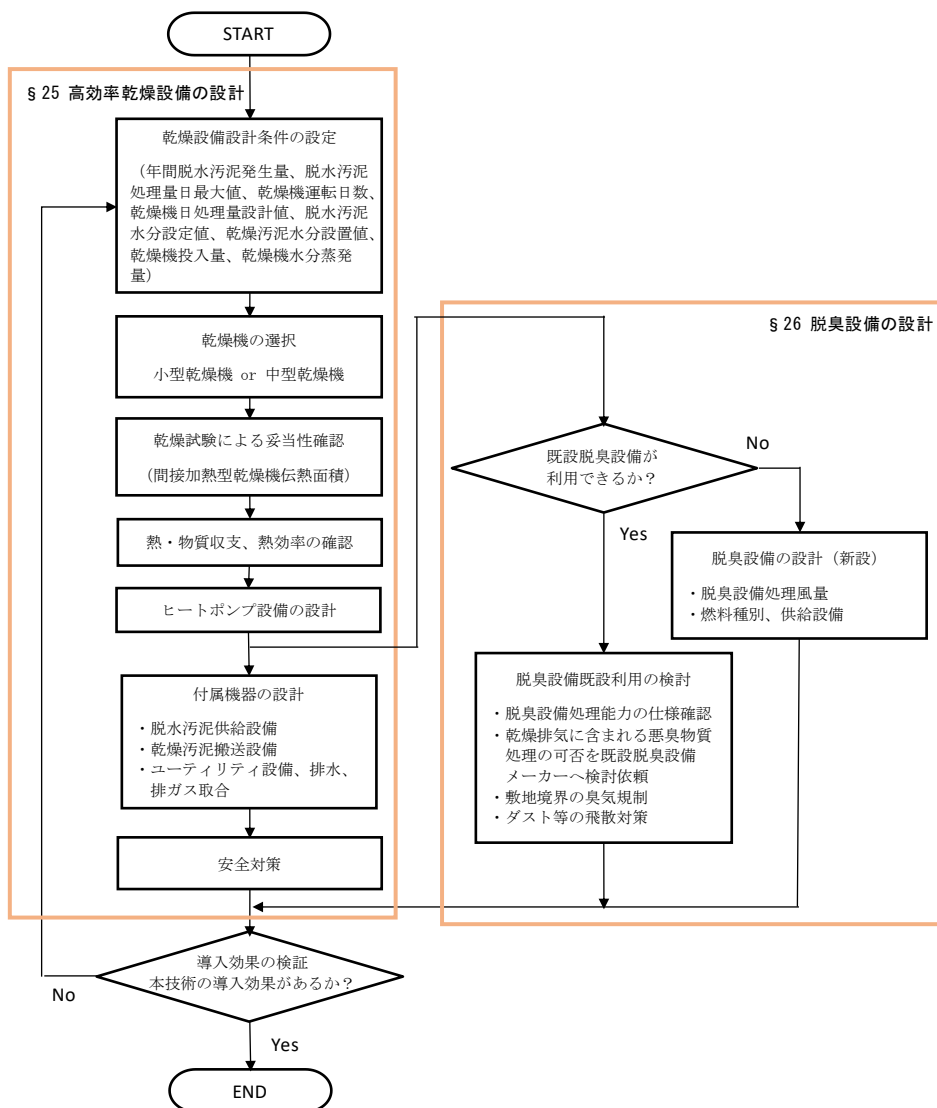 START
§25 高効率乾燥設備の設計
乾燥設備設計条件の設定
（年間脱水汚泥発生量、脱水汚泥
処理量日最大値、乾燥機運転日数、
乾燥機日処理量設計値、脱水汚泥
水分設定値、乾燥汚泥水分設置値、
乾燥機投入量、乾燥機水分蒸発
量）
乾燥機の選択
小型乾燥機 or 中型乾燥機
乾燥試験による妥当性確認
（間接加熱型乾燥機伝熱面積）
熱・物質収支、熱効率の確認
ヒートポンプ設備の設計
付属機器の設計
・脱水汚泥供給設備
・乾燥汚泥搬送設備
・ユーティリティ設備、排水、
排ガス取合
安全対策
§26 脱臭設備の設計
既設脱臭設備が
利用できるか？
No
Yes
脱臭設備の設計（新設）
・脱臭設備処理風量
・燃料種別、供給設備
脱臭設備既設利用の検討
・脱臭設備処理能力の仕様確認
・乾燥排気に含まれる悪臭物質
処理の可否を既設脱臭設備
メーカーへ検討依頼
・敷地境界の臭気規制
・ダスト等の飛散対策
導入効果の検証
本技術の導入効果があるか？
No
Yes
END